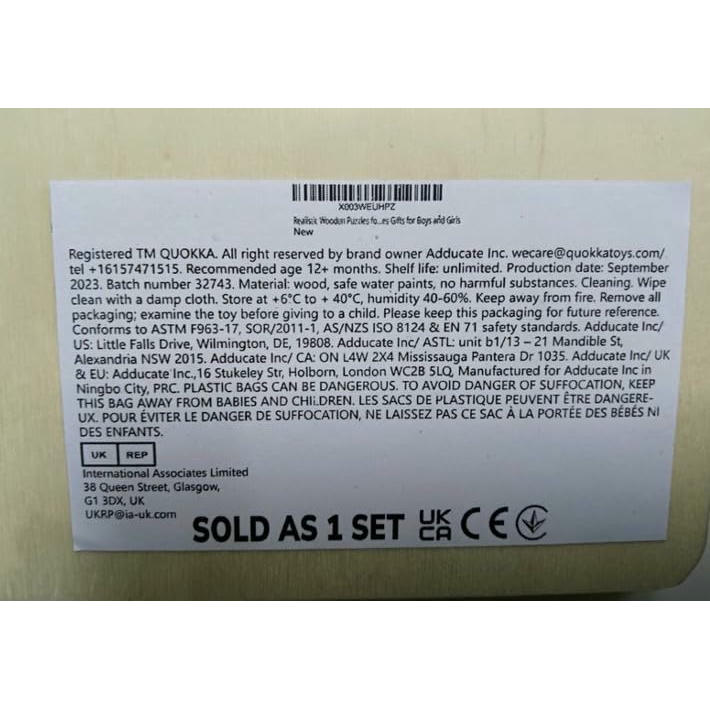 X003WEUHPZ
Realistic Wooden Puzzles fo...es Gifts for Boys and Girls
New
Registered TM QUOKKA. All right reserved by brand owner Adducate Inc. wecare@quokkatoys.com/
tel +16157471515. Recommended age 12+ months. Shelf life: unlimited. Production date: September
2023. Batch number 32743. Material: wood, safe water paints, no harmful substances. Cleaning. Wipe
clean with a damp cloth. Store at +6°C to + 40°C, humidity 40-60%. Keep away from fire. Remove all
packaging; examine the toy before giving to a child. Please keep this packaging for future reference.
Conforms to ASTM F963-17, SOR/2011-1, AS/NZS ISO 8124 & EN 71 safety standards. Adducate Inc/
US: Little Falls Drive, Wilmington, DE, 19808. Adducate Inc/ ASTL: unit b1/13 – 21 Mandible St,
Alexandria NSW 2015. Adducate Inc/ CA: ON L4W 2X4 Mississauga Pantera Dr 1035. Adducate Inc/ UK
& EU: Adducate Inc.,16 Stukeley Str, Holborn, London WC2B 5LQ, Manufactured for Adducate Inc in
Ningbo City, PRC. PLASTIC BAGS CAN BE DANGEROUS. TO AVOID DANGER OF SUFFOCATION, KEEP
THIS BAG AWAY FROM BABIES AND CHILDREN. LES SACS DE PLASTIQUE PEUVENT ÊTRE DANGERE-
UX. POUR ÉVITER LE DANGER DE SUFFOCATION, NE LAISSEZ PAS CE SAC À LA PORTÉE DES BÉBÉS NI
DES ENFANTS.
UK REP
International Associates Limited
38 Queen Street, Glasgow,
G1 3DX, UK
UKRP@ia-uk.com
SOLD AS 1 SET UK CA CE